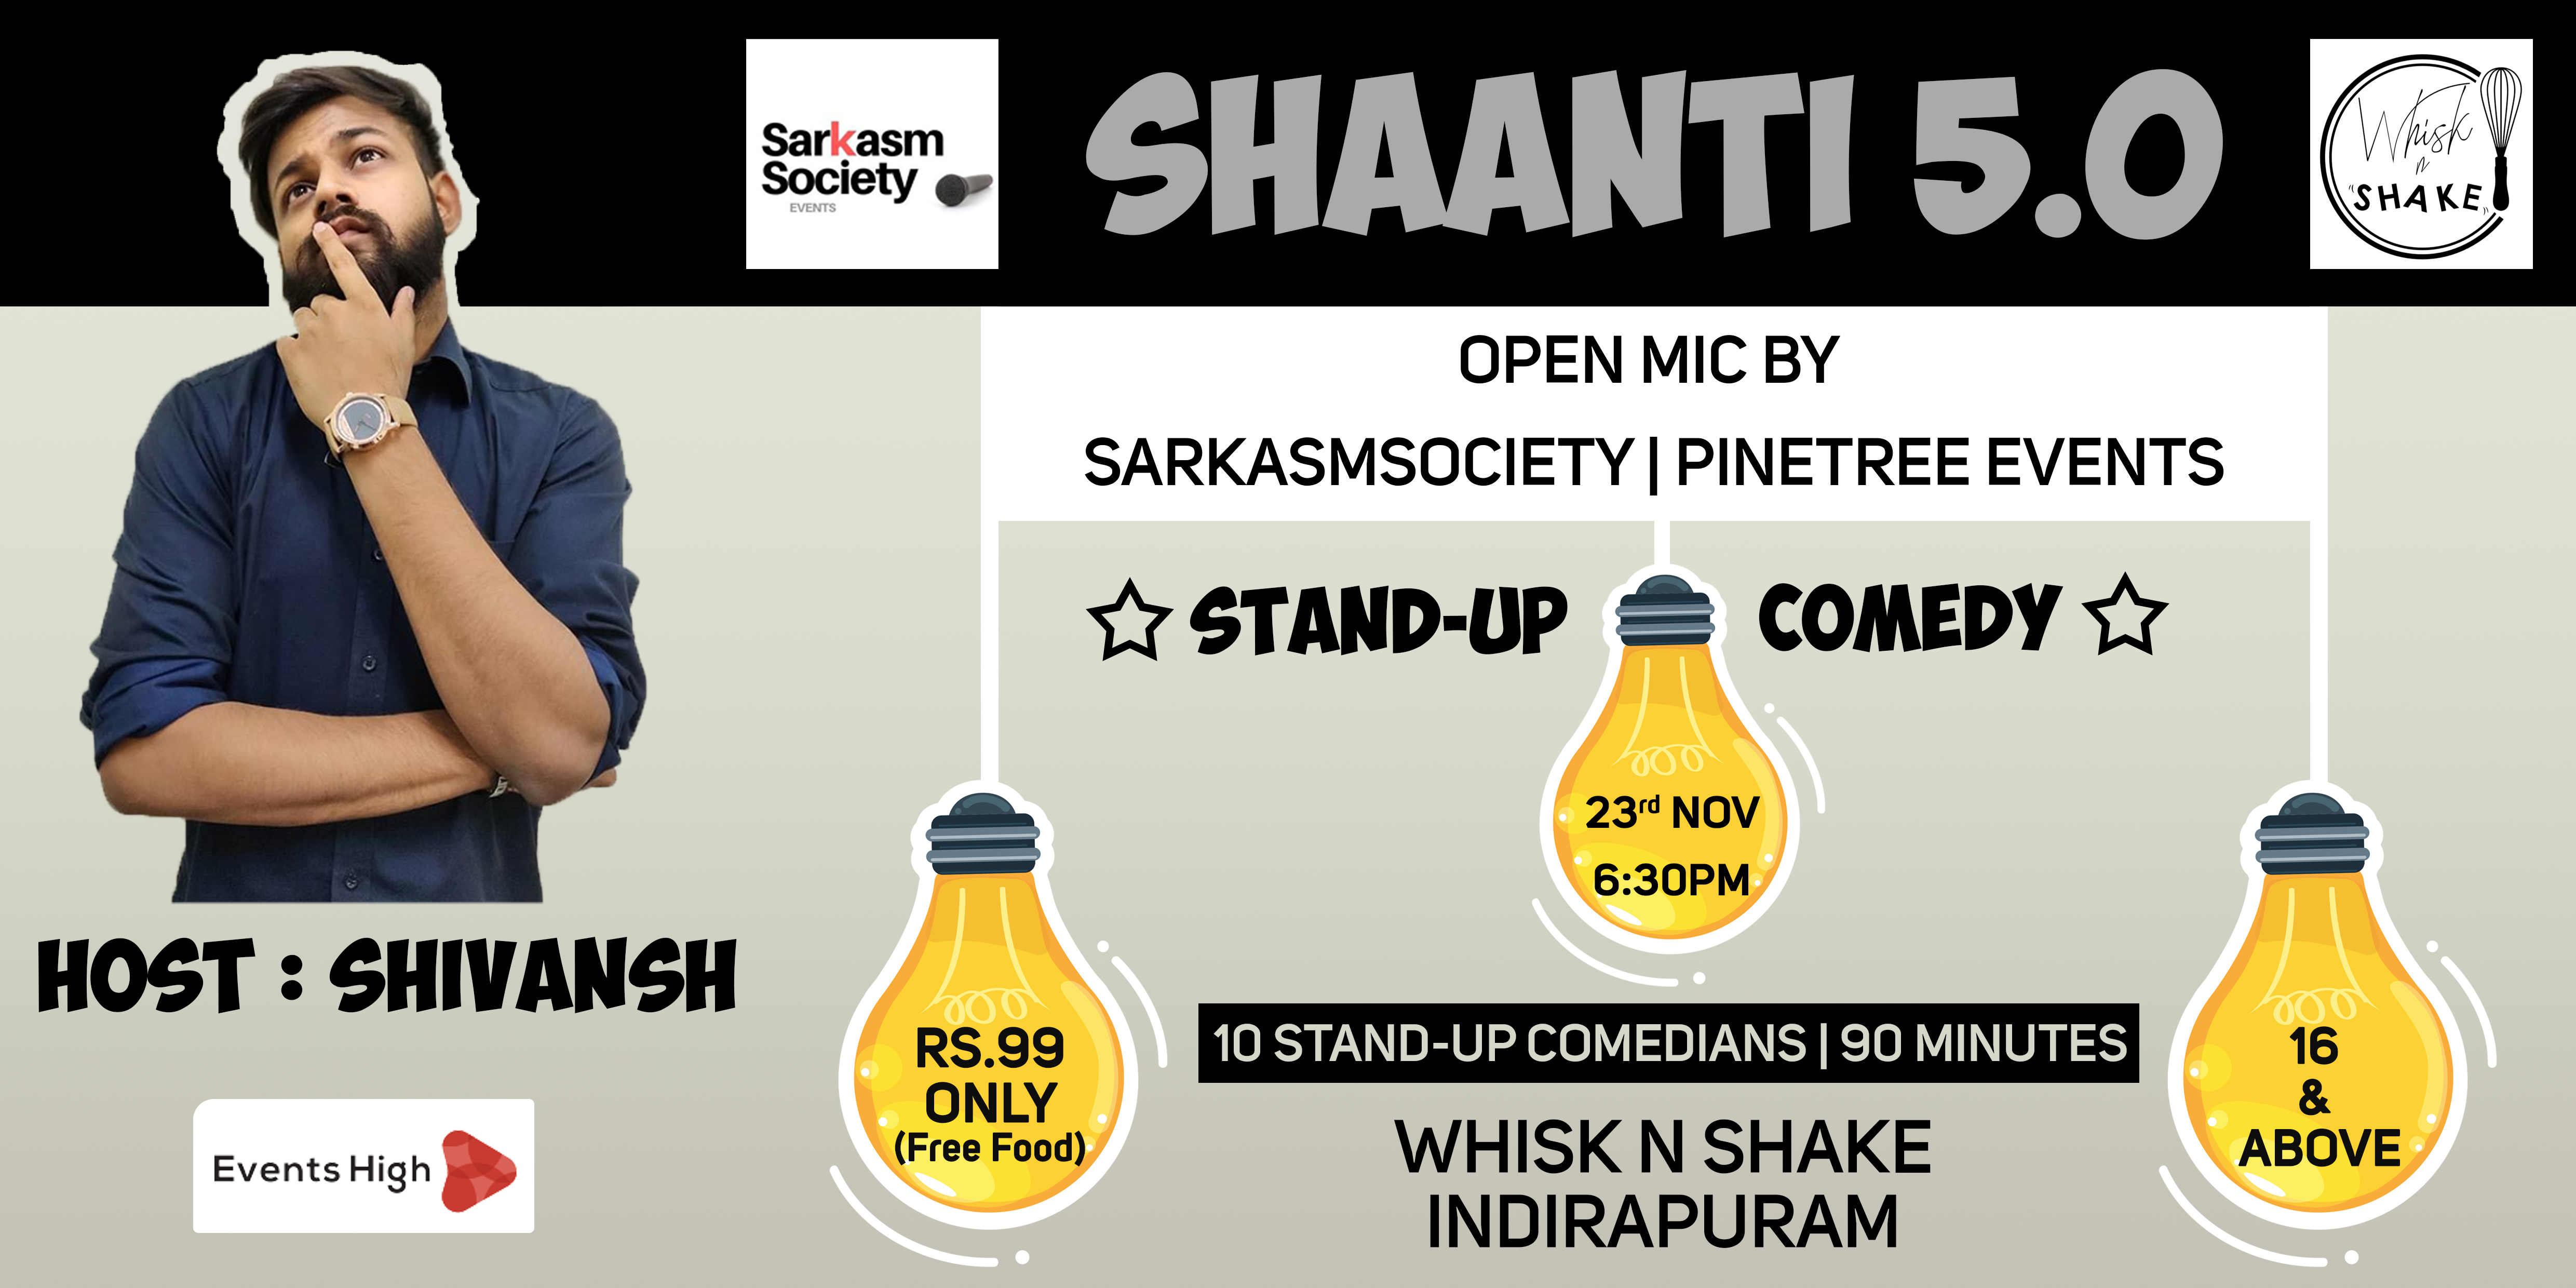 Sarkasm
Society
EVENTS
SHAANTI 5.0
Whisk
n
"SHAKE"
OPEN MIC BY
SARKASMSOCIETY | PINETREE EVENTS
STAND-UP COMEDY
23rd NOV
6:30PM
HOST : SHIVANSH
RS.99
ONLY
(Free Food)
10 STAND-UP COMEDIANS | 90 MINUTES
16
&
ABOVE
WHISK N SHAKE
INDIRAPURAM
Events High